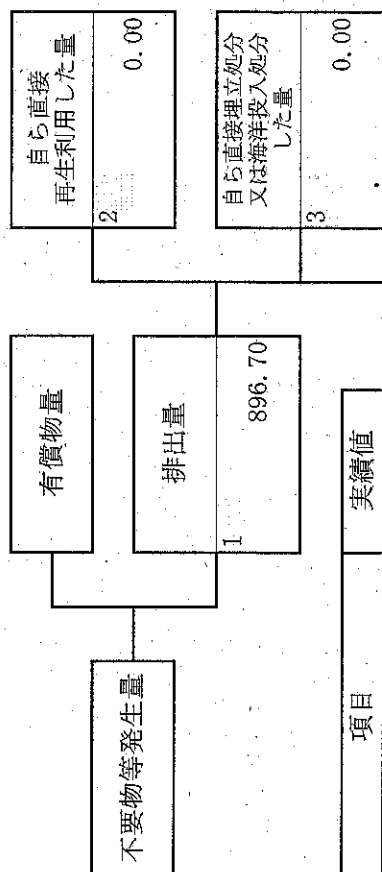 不要物等発生量
有償物量
排出量
1
896.70
自ら直接
再生利用した量
2
0.00
自ら直接埋立処分
又は海洋投入処分
した量
3
0.00
項目
実績値